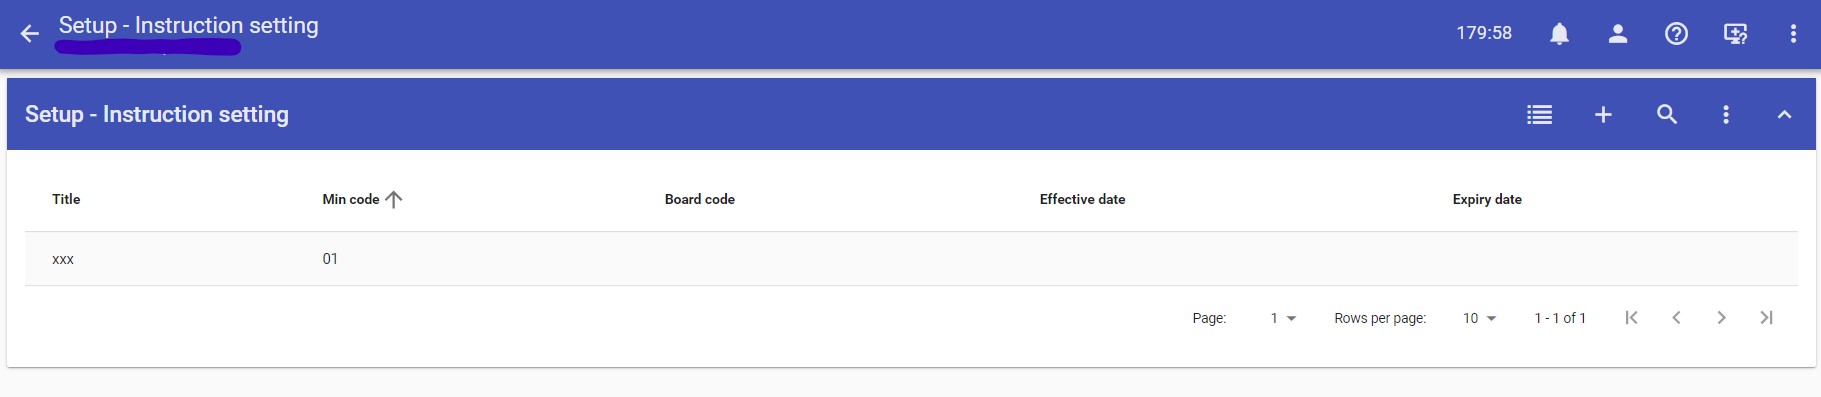 Setup - Instruction setting
179:58
Setup - Instruction setting
Title Min code Board code Effective date Expiry date
xxx 01
Page: 1 Rows per page: 10 1 - 1 of 1